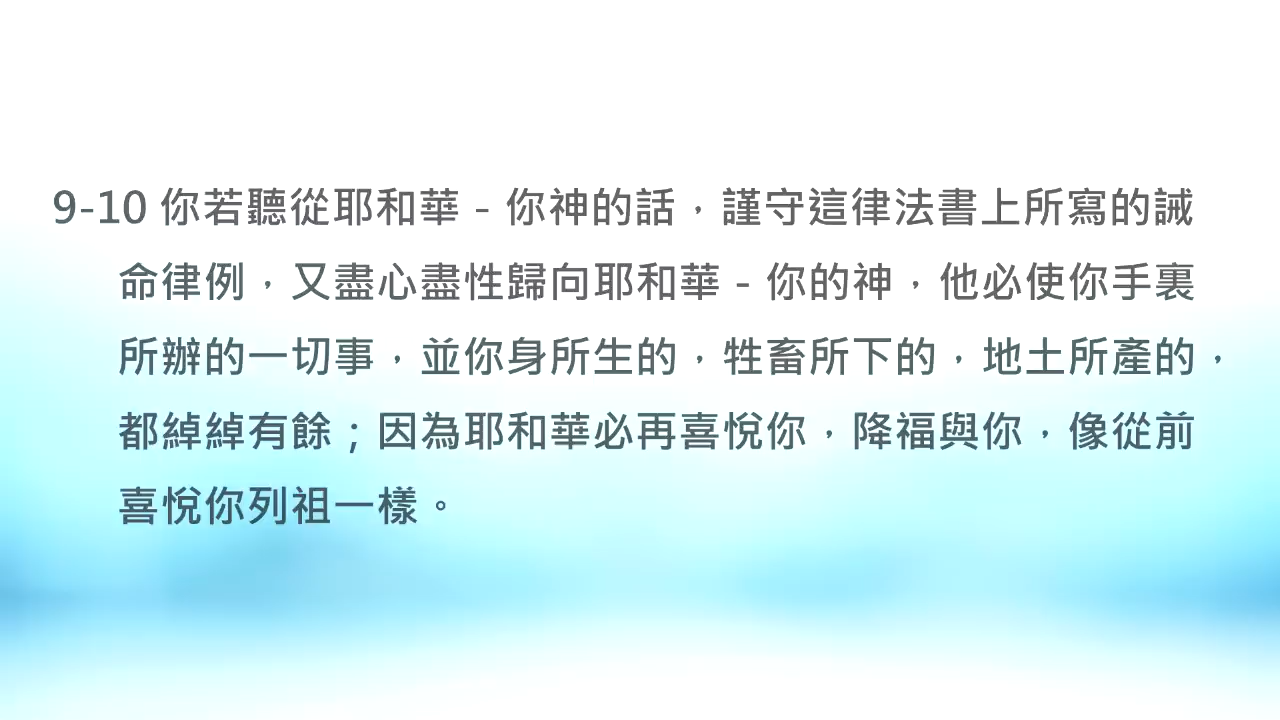 9-10 你若聽從耶和華－你神的話，謹守這律法書上所寫的誡
命律例，又盡心盡性歸向耶和華－你的神，他必使你手裏
所辦的一切事，並你身所生的，牲畜所下的，地土所產的，
都綽綽有餘；因為耶和華必再喜悅你，降福與你，像從前
喜悅你列祖一樣。